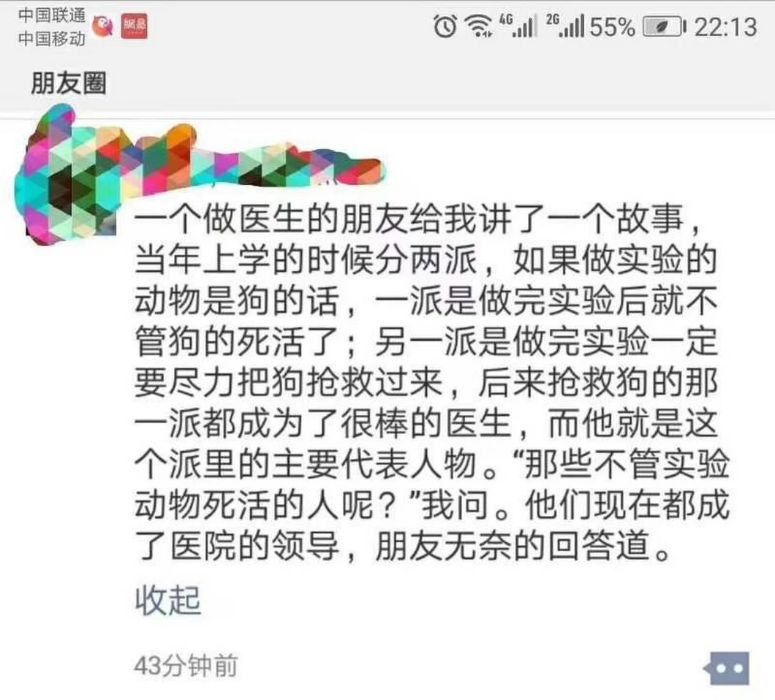 中国联通
中国移动
網易
4G
2G
55%
22:13
朋友圈
一个做医生的朋友给我讲了一个故事，
当年上学的时候分两派，如果做实验的
动物是狗的话，一派是做完实验后就不
管狗的死活了；另一派是做完实验一定
要尽力把狗抢救过来，后来抢救狗的那
一派都成为了很棒的医生，而他就是这
个派里的主要代表人物。“那些不管实验
动物死活的人呢？”我问。他们现在都成
了医院的领导，朋友无奈的回答道。
收起
43分钟前